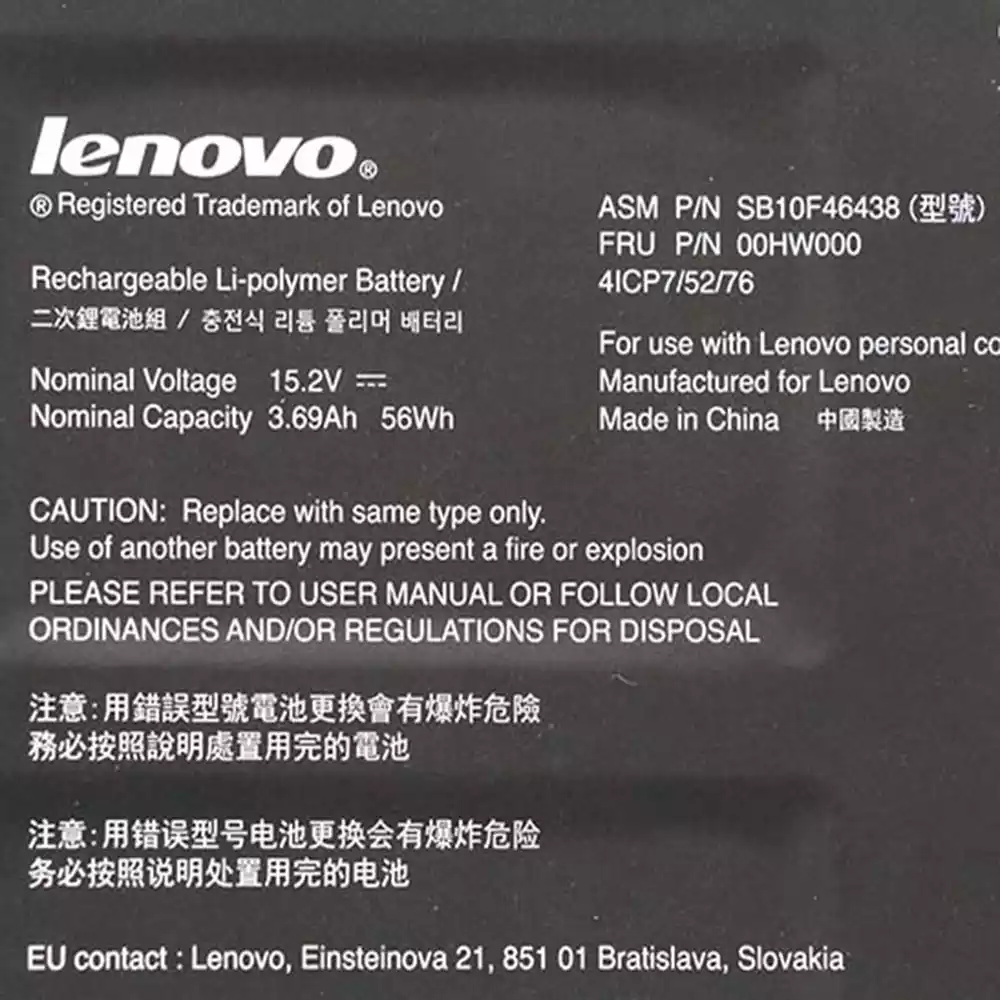 lenovo®
® Registered Trademark of Lenovo
Rechargeable Li-polymer Battery /
二次鋰電池組 / 충전식 리튬 폴리머 배터리
Nominal Voltage 15.2V ⎓
Nominal Capacity 3.69Ah 56Wh
ASM P/N SB10F46438 (型號)
FRU P/N 00HW000
4ICP7/52/76
For use with Lenovo personal co
Manufactured for Lenovo
Made in China 中國製造
CAUTION: Replace with same type only.
Use of another battery may present a fire or explosion
PLEASE REFER TO USER MANUAL OR FOLLOW LOCAL
ORDINANCES AND/OR REGULATIONS FOR DISPOSAL
注意:用錯誤型號電池更換會有爆炸危險
務必按照說明處置用完的電池
注意:用错误型号电池更换会有爆炸危险
务必按照说明处置用完的电池
EU contact : Lenovo, Einsteinova 21, 851 01 Bratislava, Slovakia